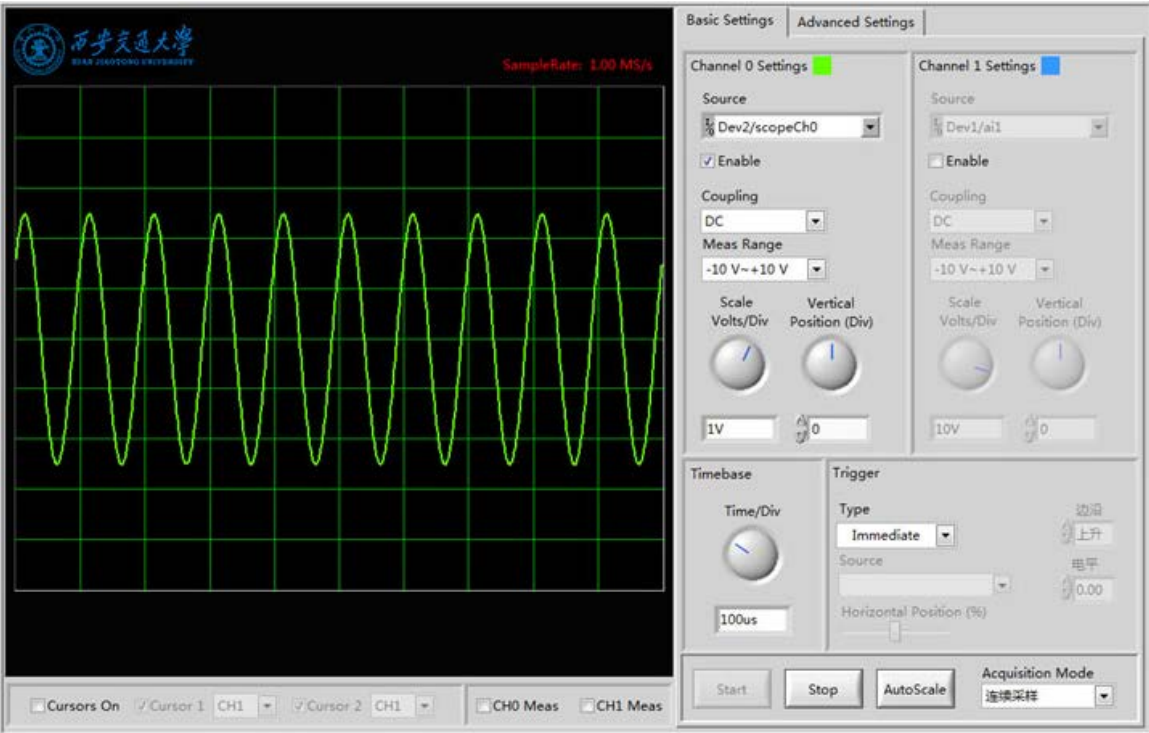 西安交通大学
XI'AN JIAOTONG UNIVERSITY
SampleRate: 1.00 MS/s
Basic Settings
Advanced Settings
Channel 0 Settings
Channel 1 Settings
Source
Source
Dev2/scopeCh0
Dev1/ai1
Enable
Enable
Coupling
Coupling
DC
DC
Meas Range
Meas Range
-10 V~+10 V
-10 V~+10 V
Scale
Volts/Div
Vertical
Position (Div)
Scale
Volts/Div
Vertical
Position (Div)
1V
0
10V
0
Timebase
Time/Div
100us
Trigger
Type
边沿
Immediate
上升
Source
电平
0.00
Horizontal Position (%)
Start
Stop
AutoScale
Acquisition Mode
连续采样
Cursors On
Cursor 1
CH1
Cursor 2
CH1
CH0 Meas
CH1 Meas